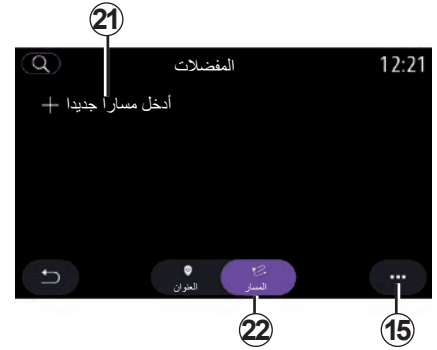 21
المفضلات
12:21
أدخل مساراً جديدا +
العنوان
المسار
...
22
15